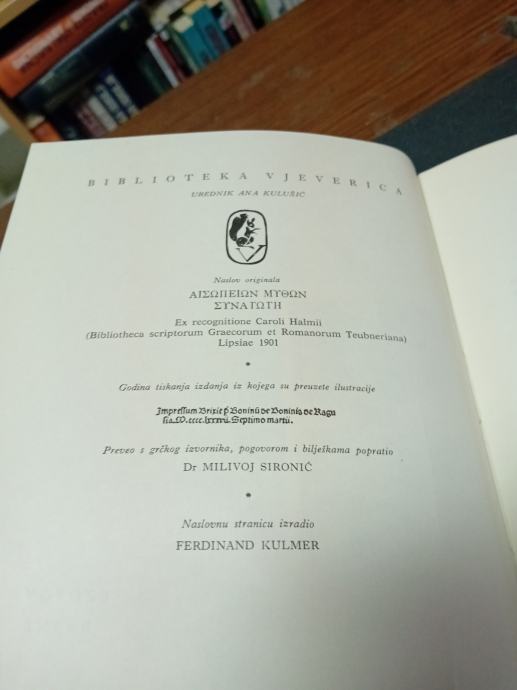 BIBLIOTEKA VJEVERICA
UREDNIK ANA KULUŠIĆ
V
Naslov originala
ΑΙΣΩΠΕΙΩΝ ΜΥΘΩΝ
ΣΥΝΑΓΩΓΗ
Ex recognitione Caroli Halmii
(Bibliotheca scriptorum Graecorum et Romanorum Teubneriana)
Lipsiae 1901
Godina tiskanja izdanja iz kojega su preuzete ilustracije
Impressum Brixie p Boninū de Boninis de Ragu
sia.M.cccc.lxxxvii. Septimo martii.
Preveo s grčkog izvornika, pogovorom i bilješkama popratio
Dr MILIVOJ SIRONIĆ
Naslovnu stranicu izradio
FERDINAND KULMER